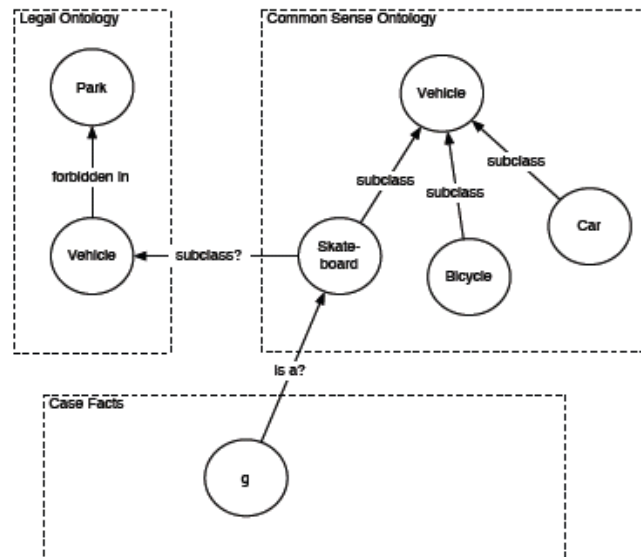 Legal Ontology
Common Sense Ontology
Park
Vehicle
forbidden in
subclass
subclass
subclass
Car
Vehicle
subclass?
Skate-
board
Bicycle
is a?
Case Facts
g